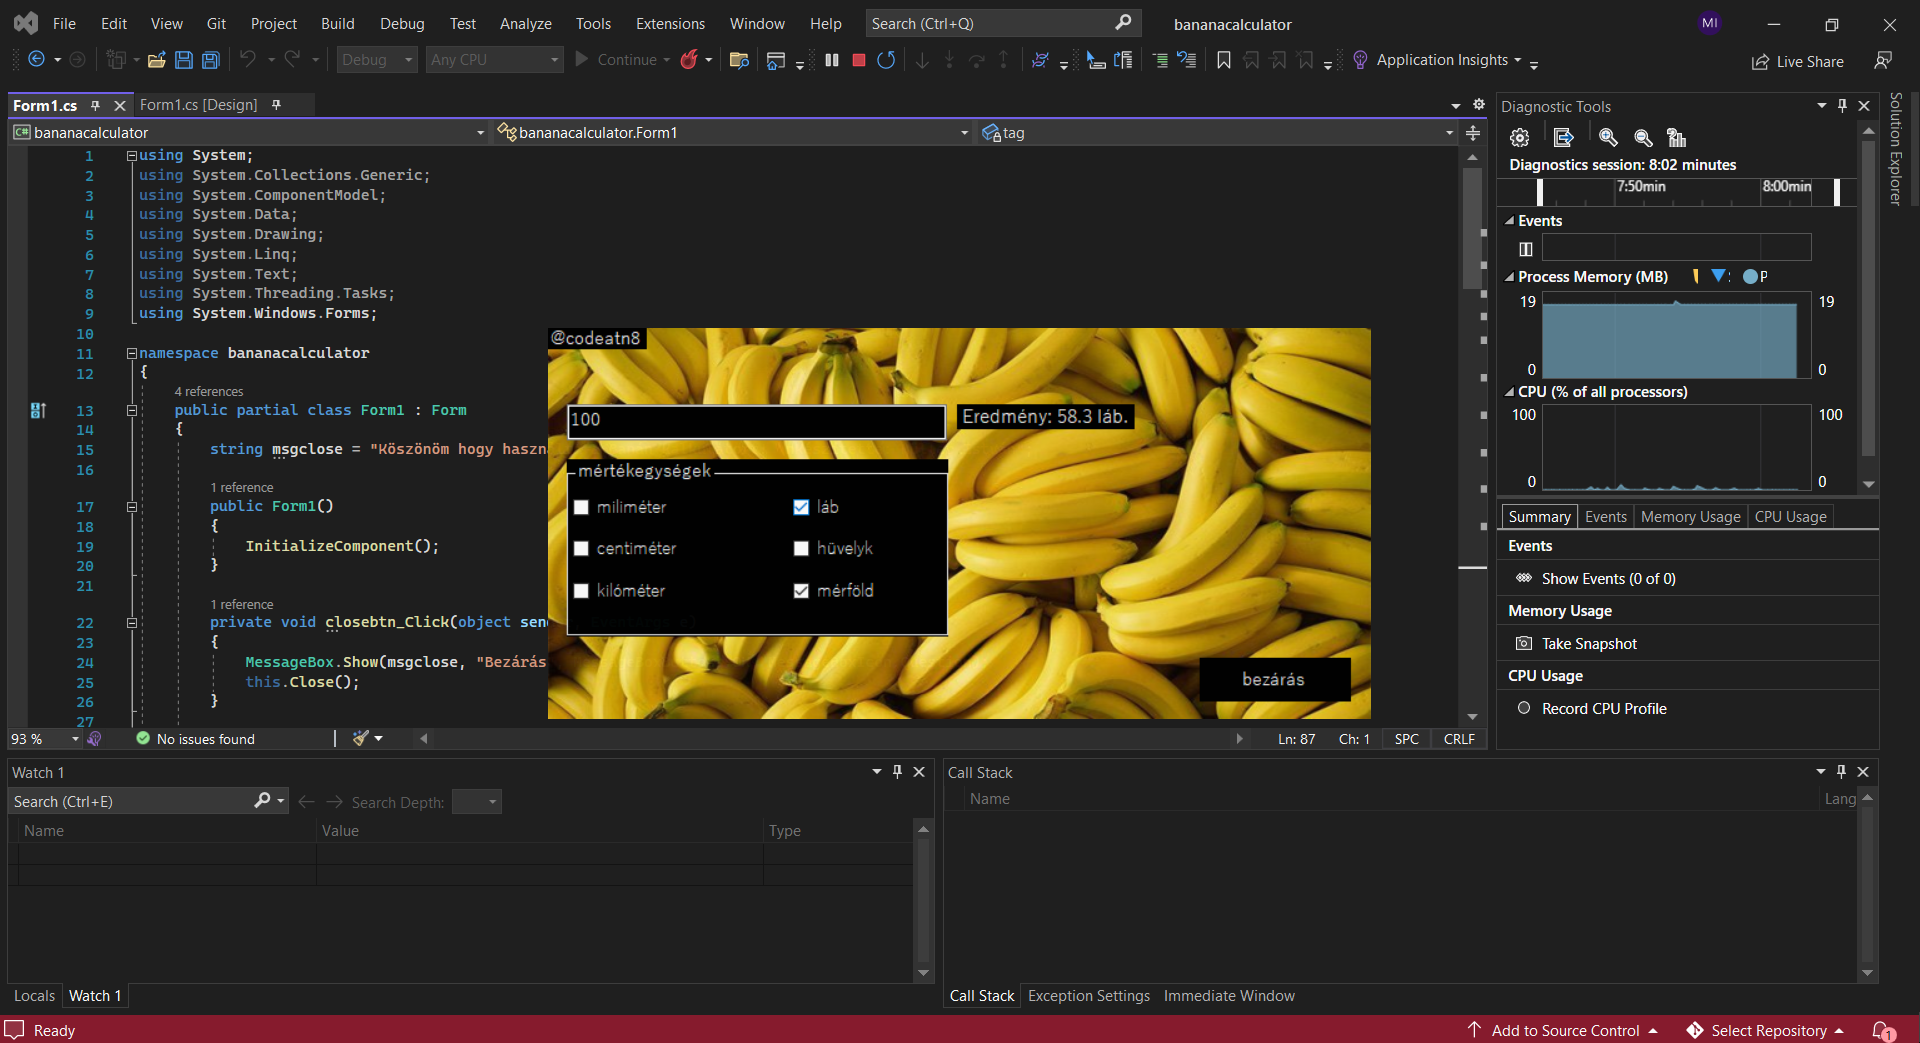 File Edit View Git Project Build Debug Test Analyze Tools Extensions Window Help Search (Ctrl+Q) bananacalculator MI
Debug Any CPU Continue Application Insights Live Share
Form1.cs Form1.cs [Design]
bananacalculator bananacalculator.Form1 tag
1 using System;
2 using System.Collections.Generic;
3 using System.ComponentModel;
4 using System.Data;
5 using System.Drawing;
6 using System.Linq;
7 using System.Text;
8 using System.Threading.Tasks;
9 using System.Windows.Forms;
10
11 namespace bananacalculator
12 {
4 references
13 public partial class Form1 : Form
14 {
15 string msgclose = "Köszönöm hogy haszn
16
1 reference
17 public Form1()
18 {
19 InitializeComponent();
20 }
21
1 reference
22 private void closebtn_Click(object sen
23 {
24 MessageBox.Show(msgclose, "Bezárás
25 this.Close();
26 }
27
@codeatn8
100
Eredmény: 58.3 láb.
mértékegységek
miliméter láb
centiméter hüvelyk
kilóméter mérföld
bezárás
93 % No issues found Ln: 87 Ch: 1 SPC CRLF
Diagnostic Tools
Diagnostics session: 8:02 minutes
7:50min 8:00min
Events
Process Memory (MB) P
19 19
0 0
CPU (% of all processors)
100 100
0 0
Summary Events Memory Usage CPU Usage
Events
Show Events (0 of 0)
Memory Usage
Take Snapshot
CPU Usage
Record CPU Profile
Solution Explorer
Watch 1
Search (Ctrl+E) Search Depth:
Name Value Type
Locals Watch 1
Call Stack
Name Lang
Call Stack Exception Settings Immediate Window
Ready Add to Source Control Select Repository 1